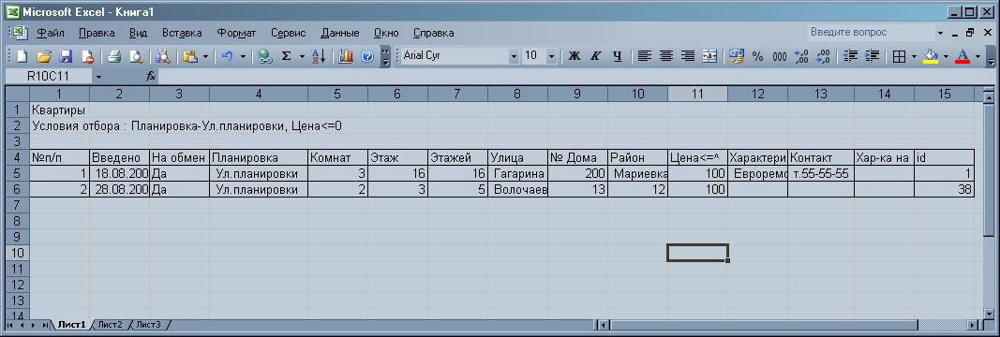 Microsoft Excel - Книга1
Файл Правка Вид Вставка Формат Сервис Данные Окно Справка Введите вопрос
Arial Cyr 10 Ж К Ч % 000
R10C11 fx
1 2 3 4 5 6 7 8 9 10 11 12 13 14 15
1 Квартиры
2 Условия отбора : Планировка-Ул.планировки, Цена<=0
3
4 №п/п Введено На обмен Планировка Комнат Этаж Этажей Улица № Дома Район Цена<=^ Характери Контакт Хар-ка на id
5 1 18.08.200 Да Ул.планировки 3 16 16 Гагарина 200 Мариевка 100 Евроремо т.55-55-55 1
6 2 28.08.200 Да Ул.планировки 2 3 5 Волочаев 13 12 100 38
7
8
9
10
11
12
13
14
Лист1 Лист2 Лист3